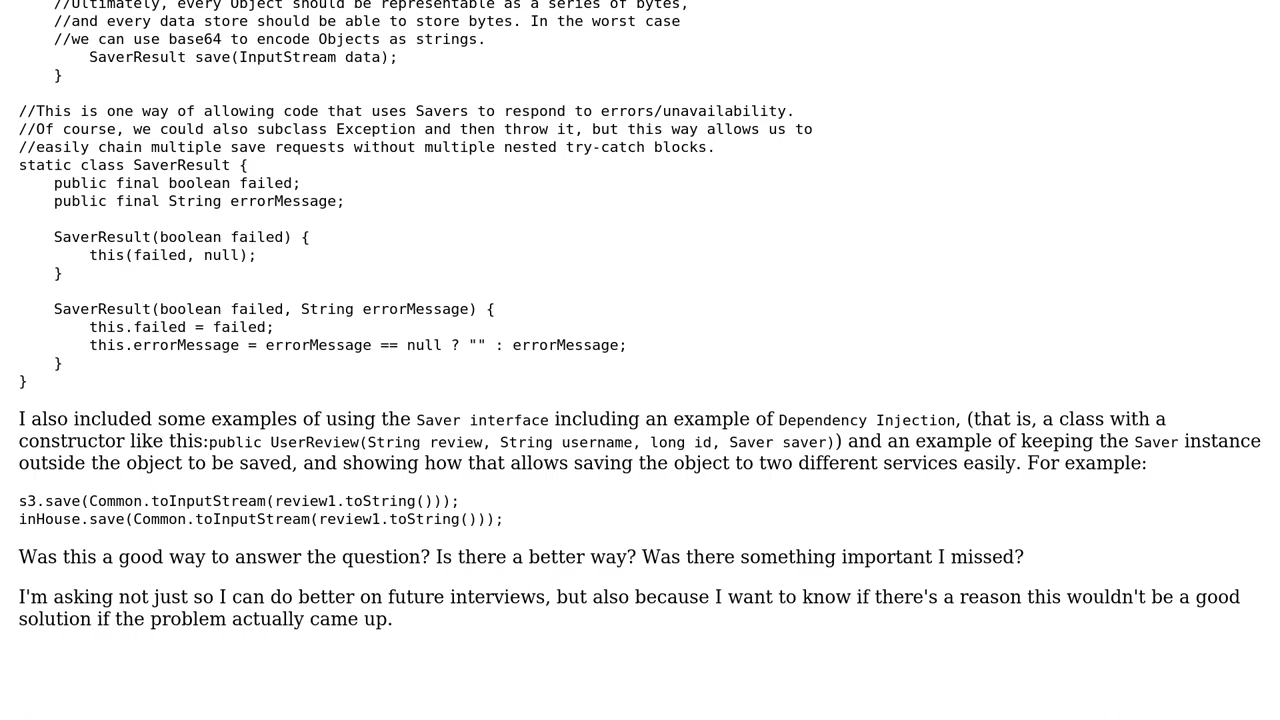 //Ultimately, every Object should be representable as a series of bytes,
//and every data store should be able to store bytes. In the worst case
//we can use base64 to encode Objects as strings.
SaverResult save(InputStream data);
}
//This is one way of allowing code that uses Savers to respond to errors/unavailability.
//Of course, we could also subclass Exception and then throw it, but this way allows us to
//easily chain multiple save requests without multiple nested try-catch blocks.
static class SaverResult {
public final boolean failed;
public final String errorMessage;
SaverResult(boolean failed) {
this(failed, null);
}
SaverResult(boolean failed, String errorMessage) {
this.failed = failed;
this.errorMessage = errorMessage == null ? "" : errorMessage;
}
}
I also included some examples of using the Saver interface including an example of Dependency Injection, (that is, a class with a
constructor like this:public UserReview(String review, String username, long id, Saver saver)) and an example of keeping the Saver instance
outside the object to be saved, and showing how that allows saving the object to two different services easily. For example:
s3.save(Common.toInputStream(review1.toString()));
inHouse.save(Common.toInputStream(review1.toString()));
Was this a good way to answer the question? Is there a better way? Was there something important I missed?
I'm asking not just so I can do better on future interviews, but also because I want to know if there's a reason this wouldn't be a good
solution if the problem actually came up.